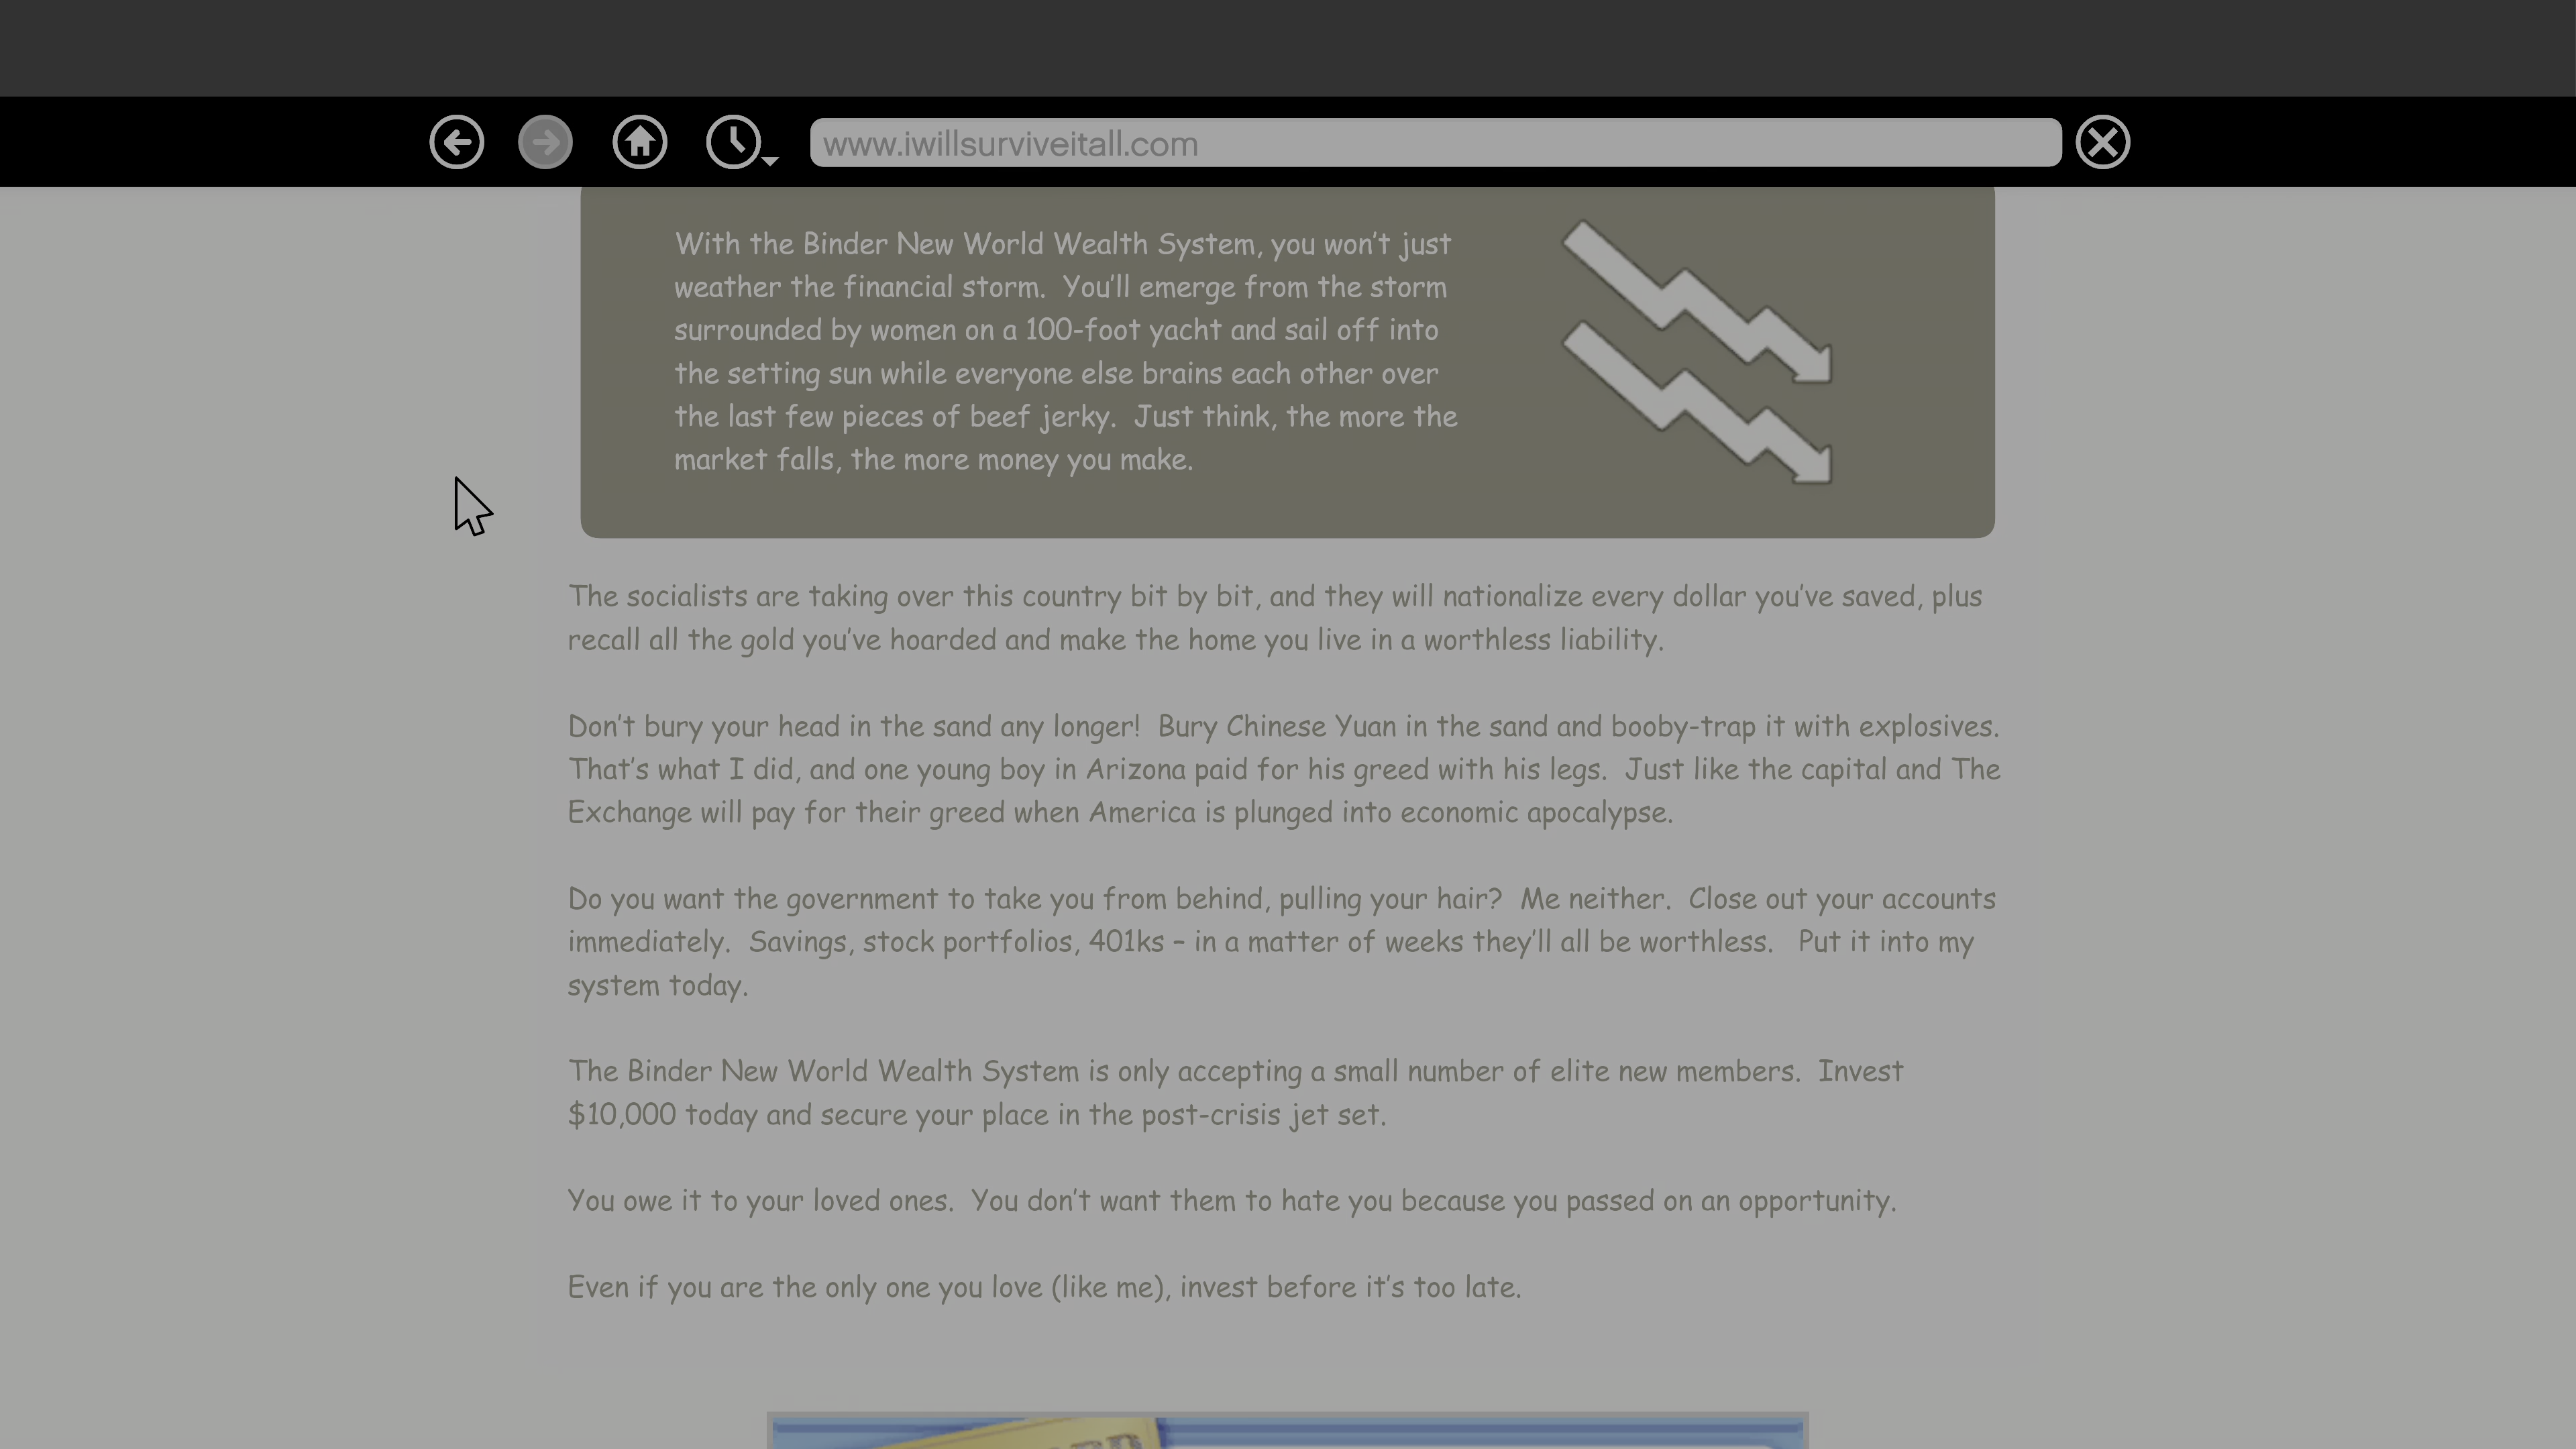 www.iwillsurviveitall.com
With the Binder New World Wealth System, you won't just
weather the financial storm.  You'll emerge from the storm
surrounded by women on a 100-foot yacht and sail off into
the setting sun while everyone else brains each other over
the last few pieces of beef jerky.  Just think, the more the
market falls, the more money you make.
The socialists are taking over this country bit by bit, and they will nationalize every dollar you've saved, plus
recall all the gold you've hoarded and make the home you live in a worthless liability.
Don't bury your head in the sand any longer!  Bury Chinese Yuan in the sand and booby-trap it with explosives.
That's what I did, and one young boy in Arizona paid for his greed with his legs.  Just like the capital and The
Exchange will pay for their greed when America is plunged into economic apocalypse.
Do you want the government to take you from behind, pulling your hair?  Me neither.  Close out your accounts
immediately.  Savings, stock portfolios, 401ks – in a matter of weeks they'll all be worthless.   Put it into my
system today.
The Binder New World Wealth System is only accepting a small number of elite new members.  Invest
$10,000 today and secure your place in the post-crisis jet set.
You owe it to your loved ones.  You don't want them to hate you because you passed on an opportunity.
Even if you are the only one you love (like me), invest before it's too late.